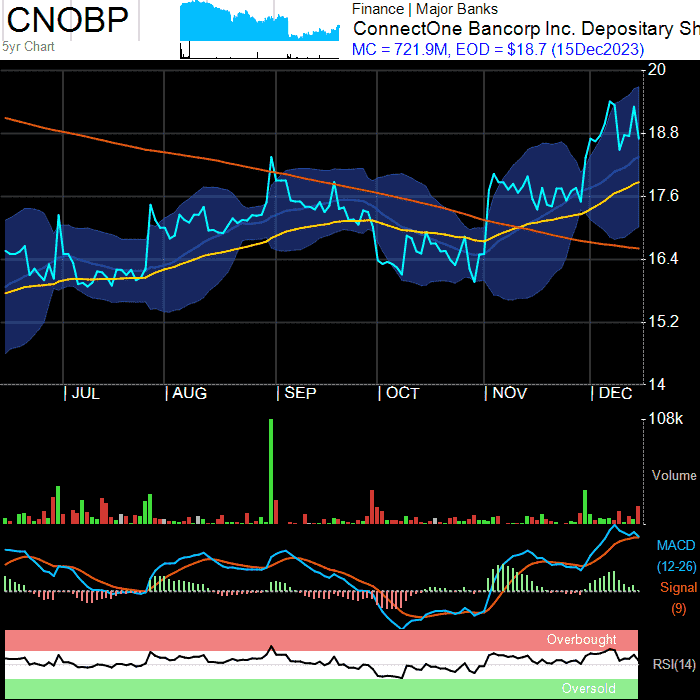 CNOBP
5yr Chart
Finance | Major Banks
ConnectOne Bancorp Inc. Depositary Sh
MC = 721.9M, EOD = $18.7 (15Dec2023)
20
18.8
17.6
16.4
15.2
14
| JUL | AUG | SEP | OCT | NOV | DEC
108k
Volume
MACD
(12-26)
Signal
(9)
Overbought
RSI(14)
Oversold